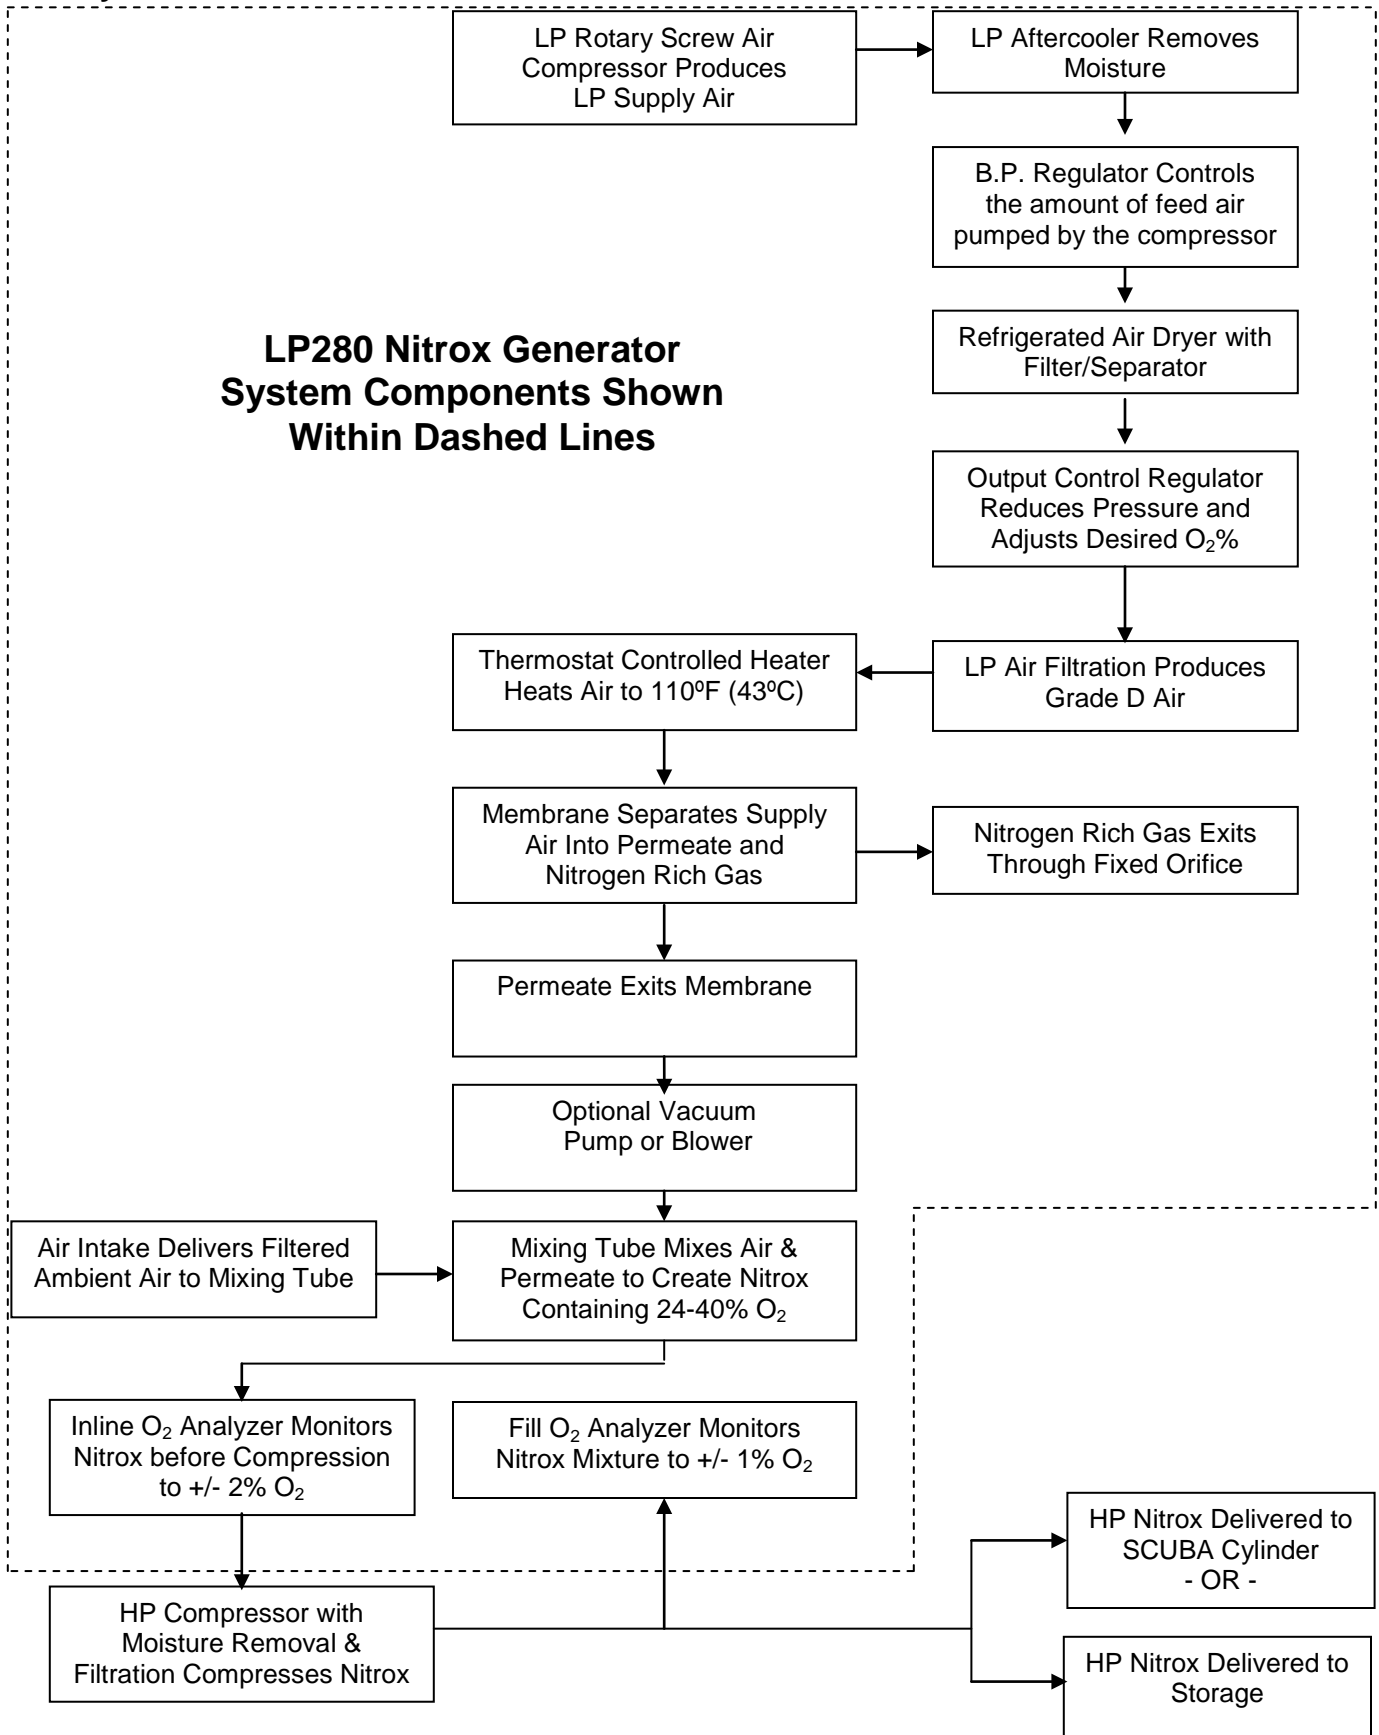 LP Rotary Screw Air
Compressor Produces
LP Supply Air
LP Aftercooler Removes
Moisture
B.P. Regulator Controls
the amount of feed air
pumped by the compressor
Refrigerated Air Dryer with
Filter/Separator
LP280 Nitrox Generator
System Components Shown
Within Dashed Lines
Output Control Regulator
Reduces Pressure and
Adjusts Desired O₂%
LP Air Filtration Produces
Grade D Air
Thermostat Controlled Heater
Heats Air to 110ºF (43ºC)
Membrane Separates Supply
Air Into Permeate and
Nitrogen Rich Gas
Nitrogen Rich Gas Exits
Through Fixed Orifice
Permeate Exits Membrane
Optional Vacuum
Pump or Blower
Air Intake Delivers Filtered
Ambient Air to Mixing Tube
Mixing Tube Mixes Air &
Permeate to Create Nitrox
Containing 24-40% O₂
Inline O₂ Analyzer Monitors
Nitrox before Compression
to +/- 2% O₂
Fill O₂ Analyzer Monitors
Nitrox Mixture to +/- 1% O₂
HP Compressor with
Moisture Removal &
Filtration Compresses Nitrox
HP Nitrox Delivered to
SCUBA Cylinder
- OR -
HP Nitrox Delivered to
Storage